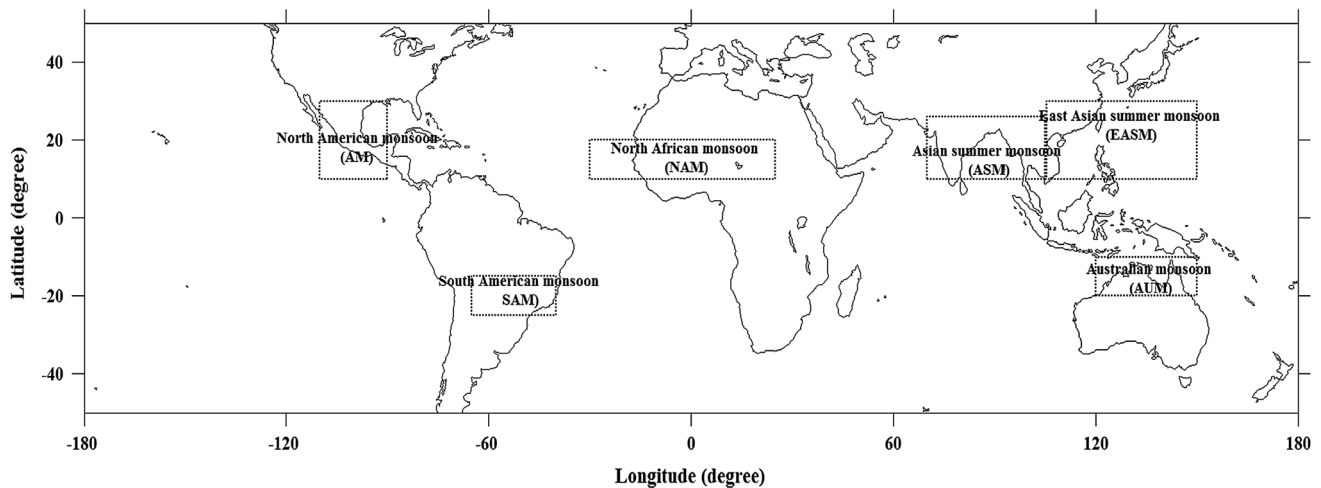 40
20
0
-20
-40
Latitude (degree)
North American monsoon
(AM)
North African monsoon
(NAM)
Asian summer monsoon
(ASM)
East Asian summer monsoon
(EASM)
South American monsoon
SAM)
Australian monsoon
(AUM)
-180 -120 -60 0 60 120 180
Longitude (degree)